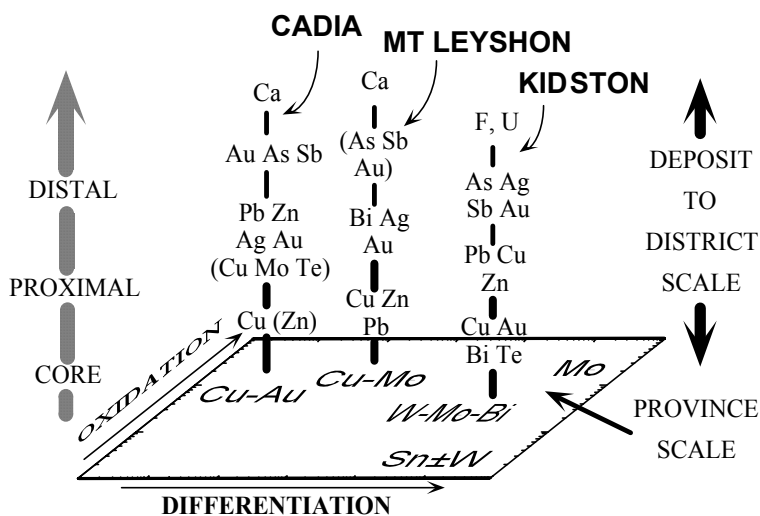 CADIA
MT LEYSHON
KIDSTON
DISTAL
PROXIMAL
CORE
Ca
Au As Sb
Pb Zn
Ag Au
(Cu Mo Te)
Cu (Zn)
Ca
(As Sb
Au)
Bi Ag
Au
Cu Zn
Pb
F, U
As Ag
Sb Au
Pb Cu
Zn
Cu Au
Bi Te
DEPOSIT
TO
DISTRICT
SCALE
PROVINCE
SCALE
OXIDATION
Cu-Au
Cu-Mo
Mo
W-Mo-Bi
Sn±W
DIFFERENTIATION